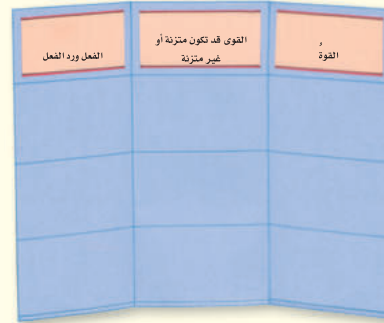 القوةُ
القوى قد تكون متزنة أو
غير متزنة
الفعل ورد الفعل